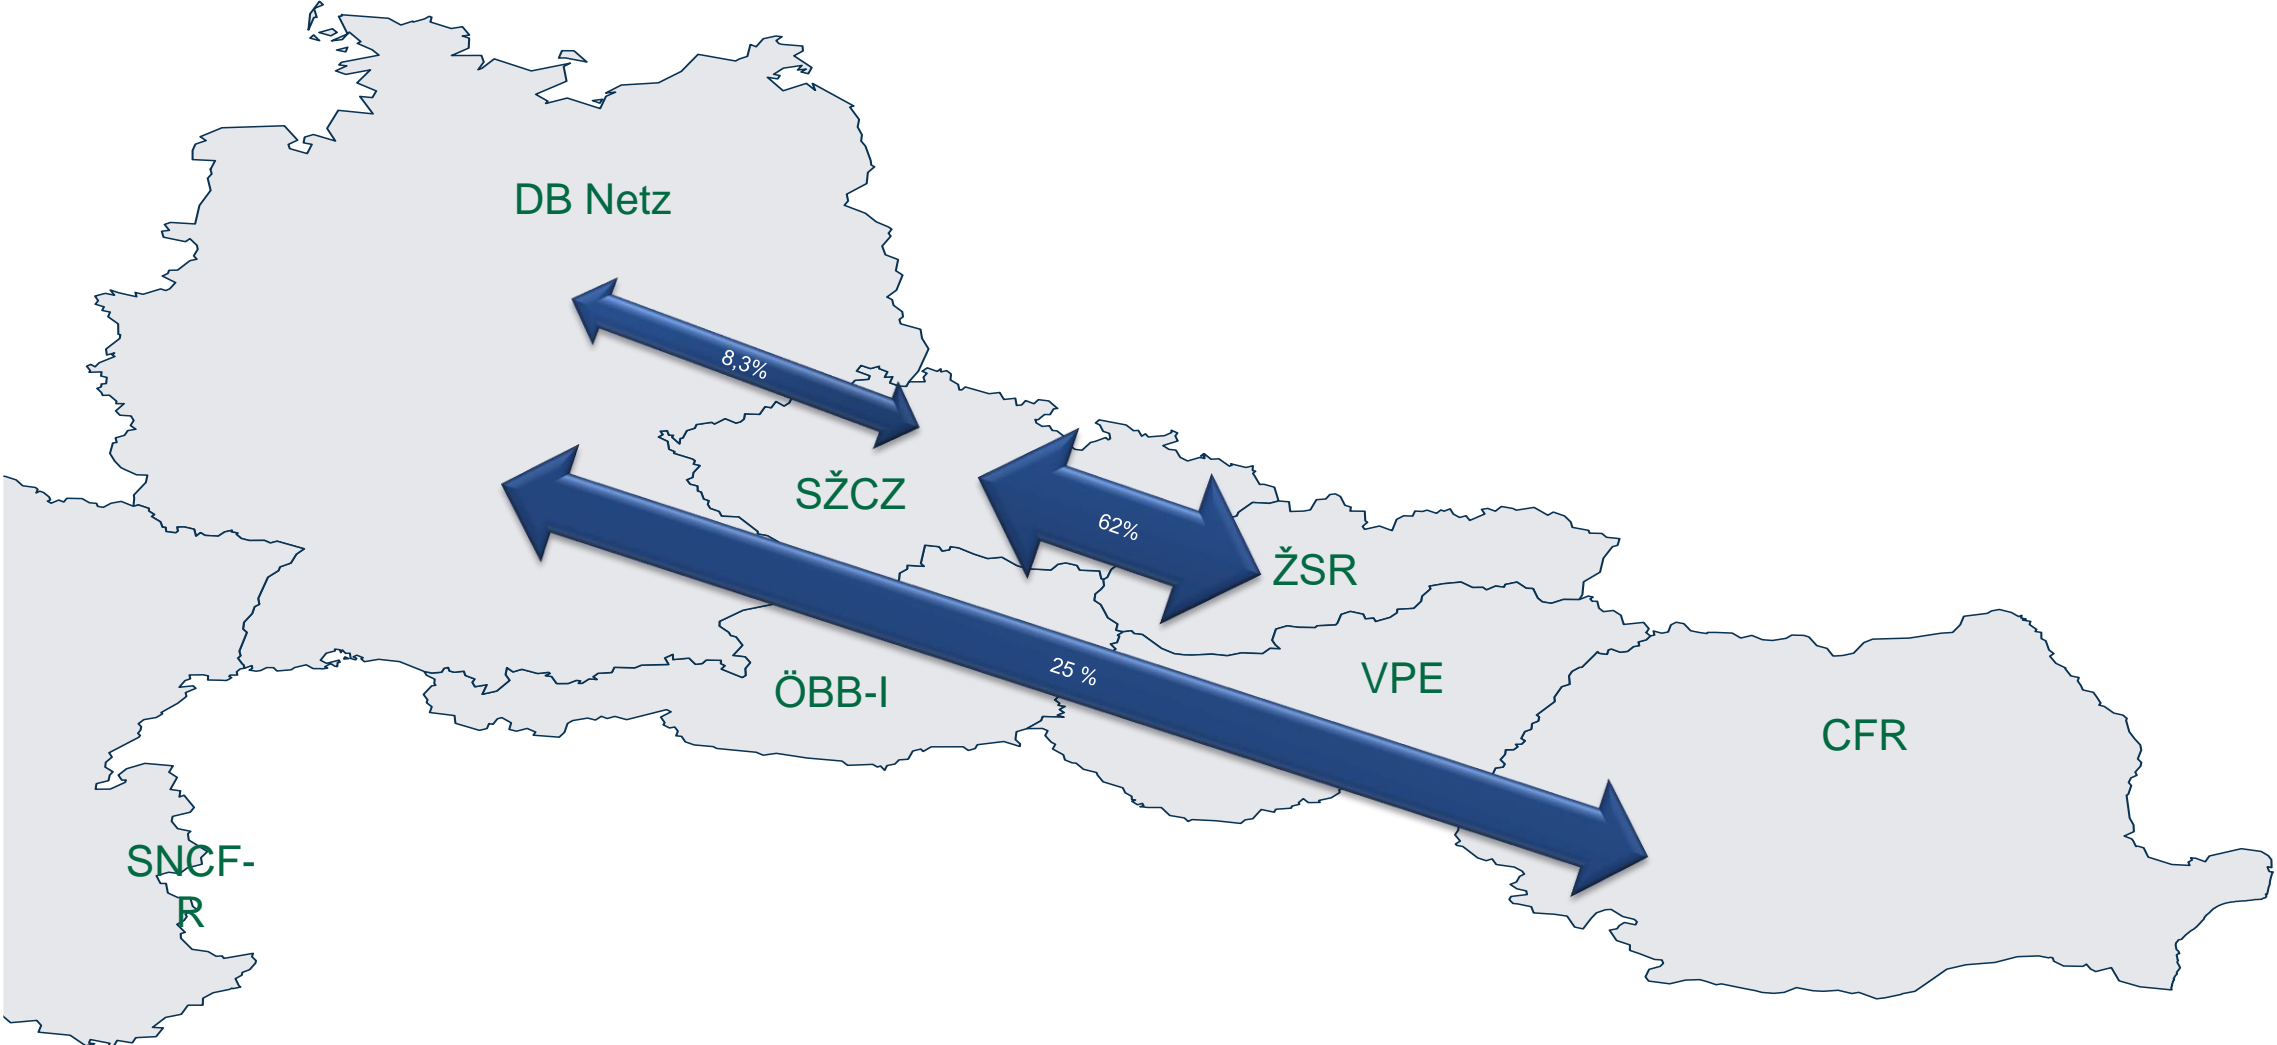 DB Netz
8,3%
SŽCZ
62%
ŽSR
25 %
ÖBB-I
VPE
CFR
SNCF-
R